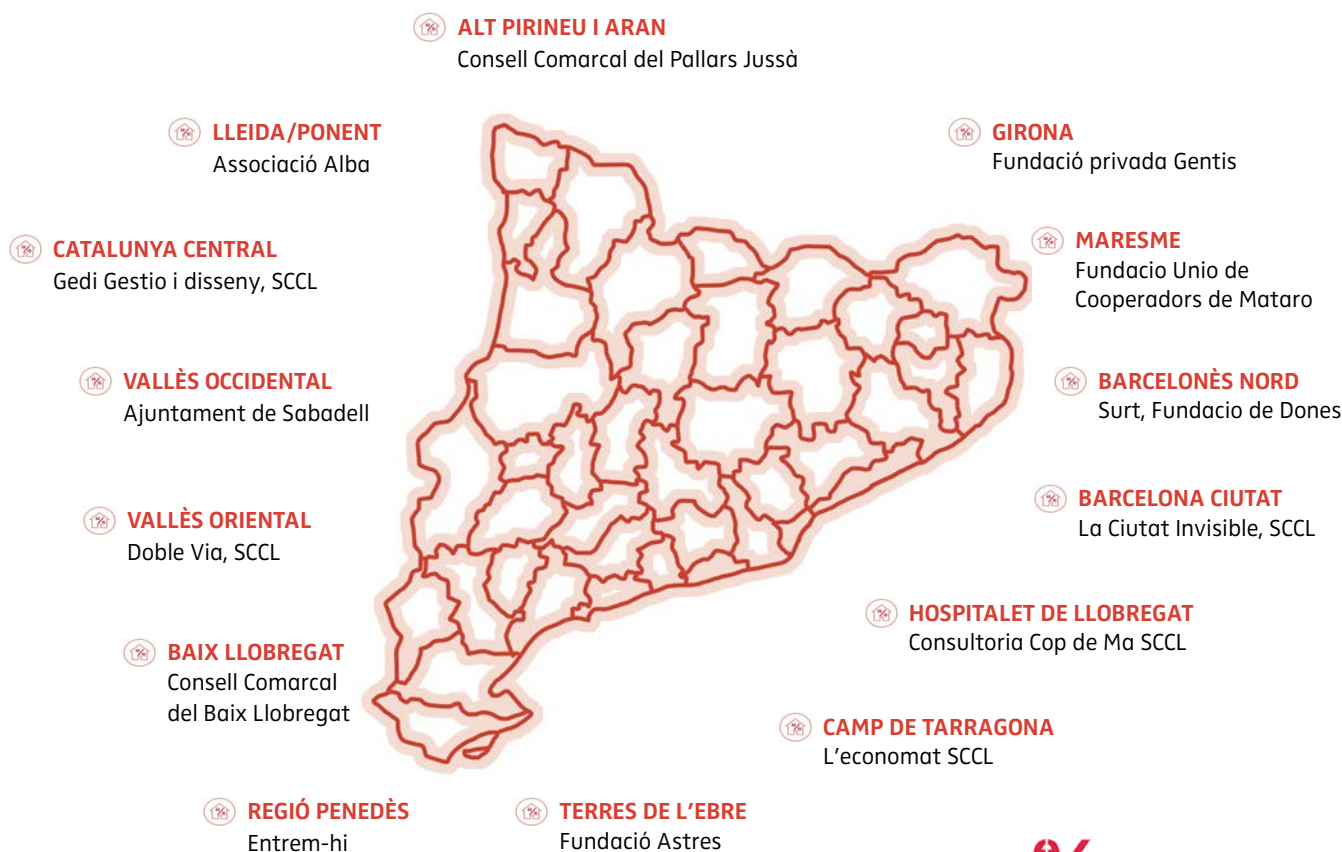 ALT PIRINEU I ARAN
Consell Comarcal del Pallars Jussà
LLEIDA/PONENT
Associació Alba
GIRONA
Fundació privada Gentis
CATALUNYA CENTRAL
Gedi Gestio i disseny, SCCL
MARESME
Fundacio Unio de
Cooperadors de Mataro
VALLÈS OCCIDENTAL
Ajuntament de Sabadell
BARCELONÈS NORD
Surt, Fundacio de Dones
VALLÈS ORIENTAL
Doble Via, SCCL
BARCELONA CIUTAT
La Ciutat Invisible, SCCL
HOSPITALET DE LLOBREGAT
Consultoria Cop de Ma SCCL
BAIX LLOBREGAT
Consell Comarcal
del Baix Llobregat
CAMP DE TARRAGONA
L'economat SCCL
REGIÓ PENEDÈS
Entrem-hi
TERRES DE L'EBRE
Fundació Astres